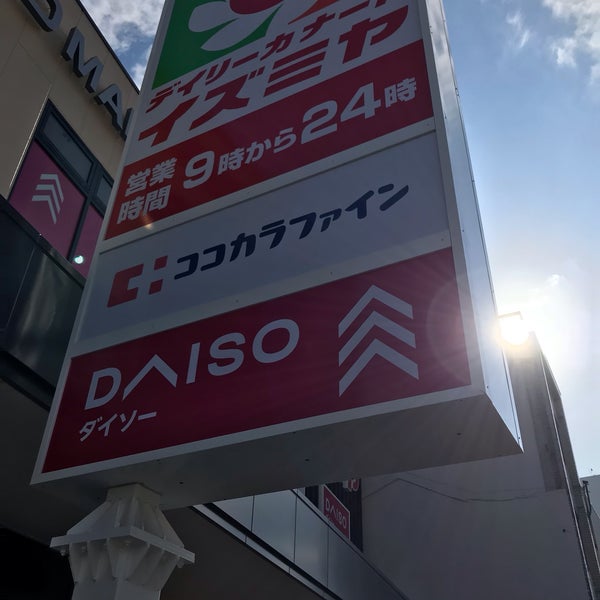 デイリーカナート
イズミヤ
営業時間 9時から24時
ココカラファイン
DAISO
ダイソー
DAISO